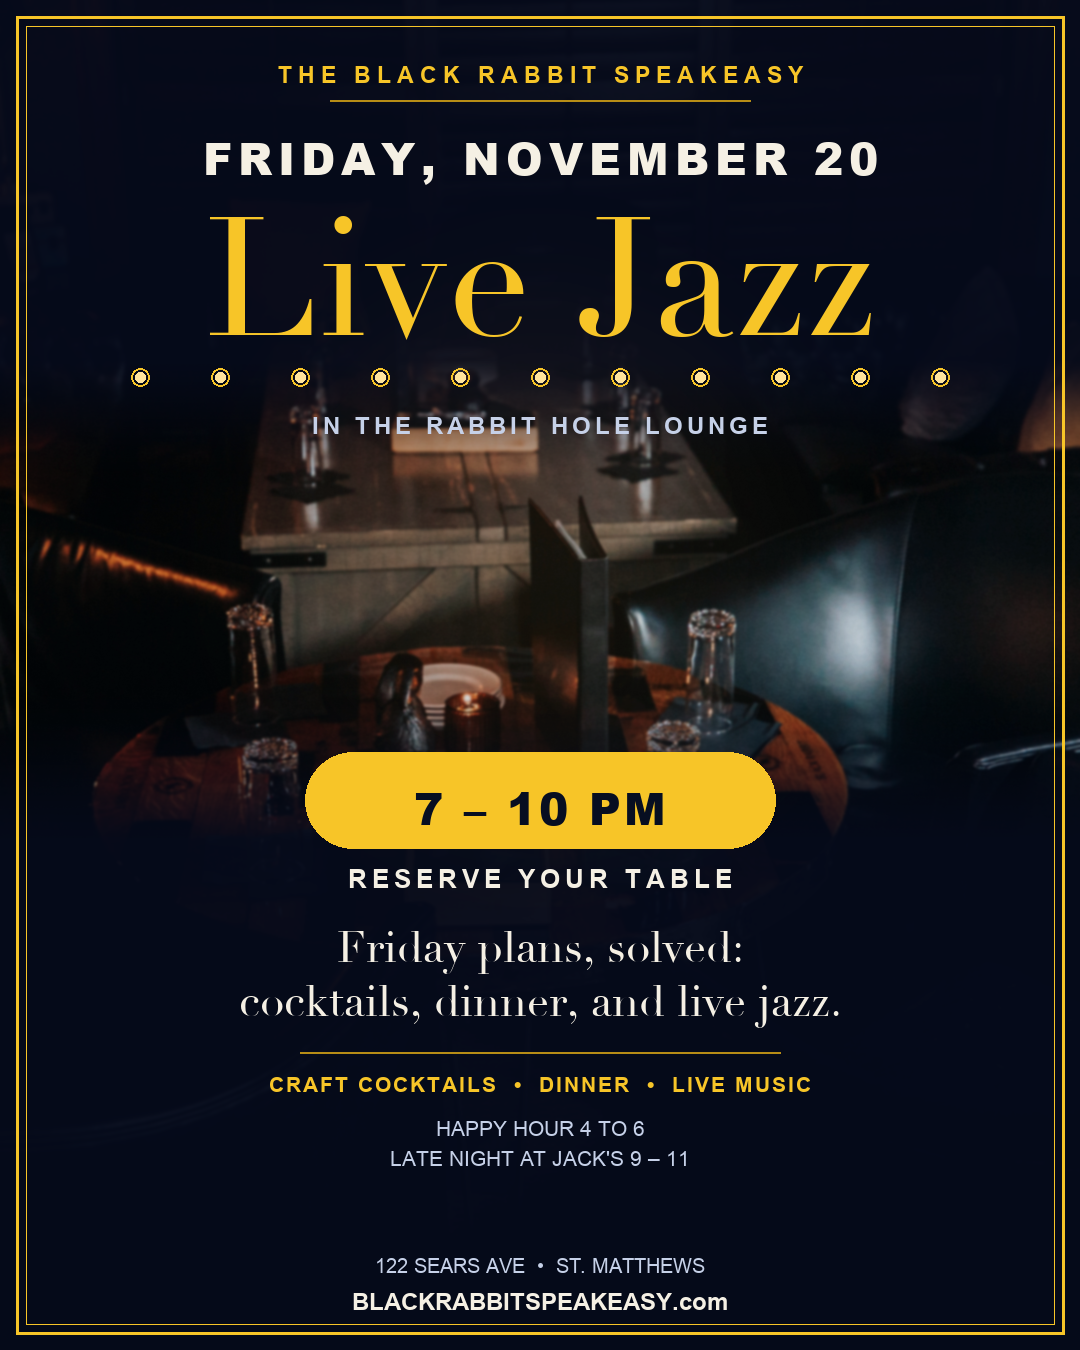 THE BLACK RABBIT SPEAKEASY
FRIDAY, NOVEMBER 20
Live Jazz
IN THE RABBIT HOLE LOUNGE
7 – 10 PM
RESERVE YOUR TABLE
Friday plans, solved:
cocktails, dinner, and live jazz.
CRAFT COCKTAILS • DINNER • LIVE MUSIC
HAPPY HOUR 4 TO 6
LATE NIGHT AT JACK'S 9 – 11
122 SEARS AVE • ST. MATTHEWS
BLACKRABBITSPEAKEASY.com